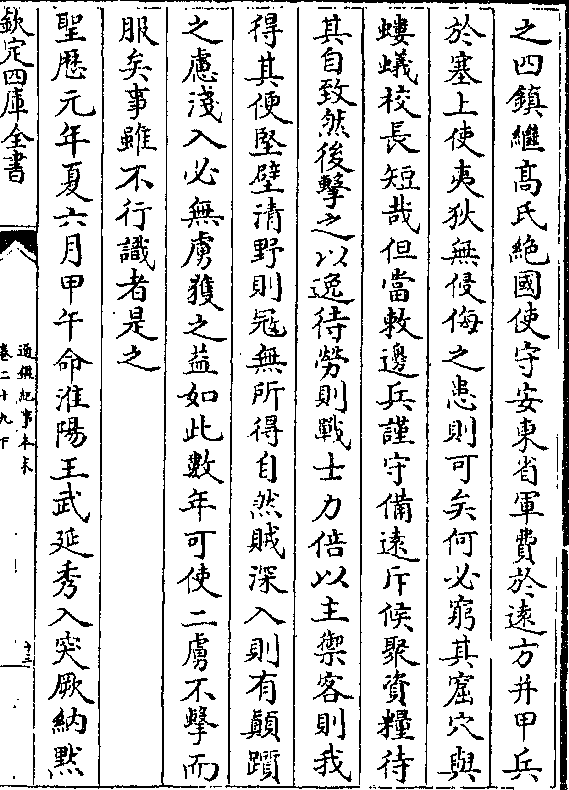 之四鎮繼髙氏絶國使守安東省軍費於逺方并甲兵
於塞上使夷狄無侵侮之患則可矣何必窮其窟穴與
螻蟻校長短哉但當敕邊兵謹守備逺斥候聚資糧待
其自致然後擊之以逸待勞則戰士力倍以主禦客則我
得其便堅壁清野則冦無所得自然賊深入則有顛躓
之慮淺入必無虜獲之益如此數年可使二虜不擊而
服矣事雖不行識者是之
聖厯元年夏六月甲午命淮陽王武延秀入突厥納黙
欽定四庫全書
通鑑紀事本末
卷二十九下
十三